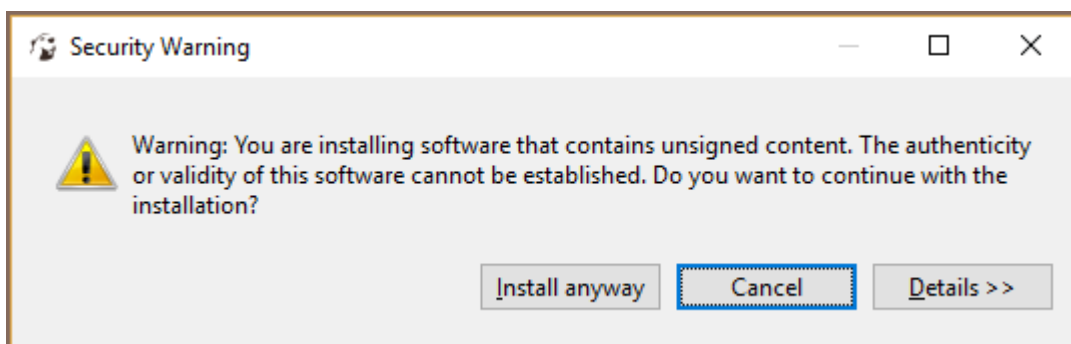 Security Warning
Warning: You are installing software that contains unsigned content. The authenticity
or validity of this software cannot be established. Do you want to continue with the
installation?
Install anyway
Cancel
Details >>